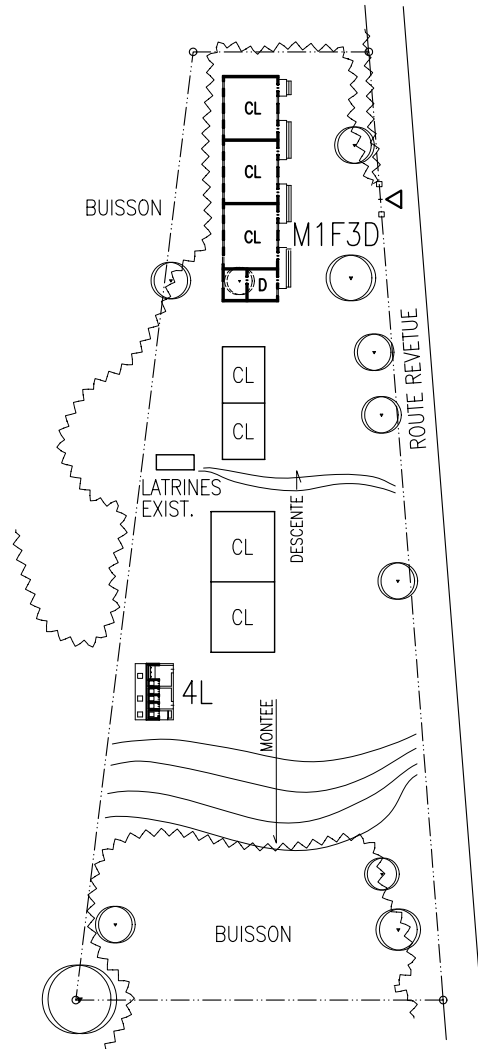 CL
CL
BUISSON
CL
M1F3D
D
ROUTE REVETUE
CL
CL
LATRINES
EXIST.
DESCENTE
CL
CL
4L
MONTEE
BUISSON